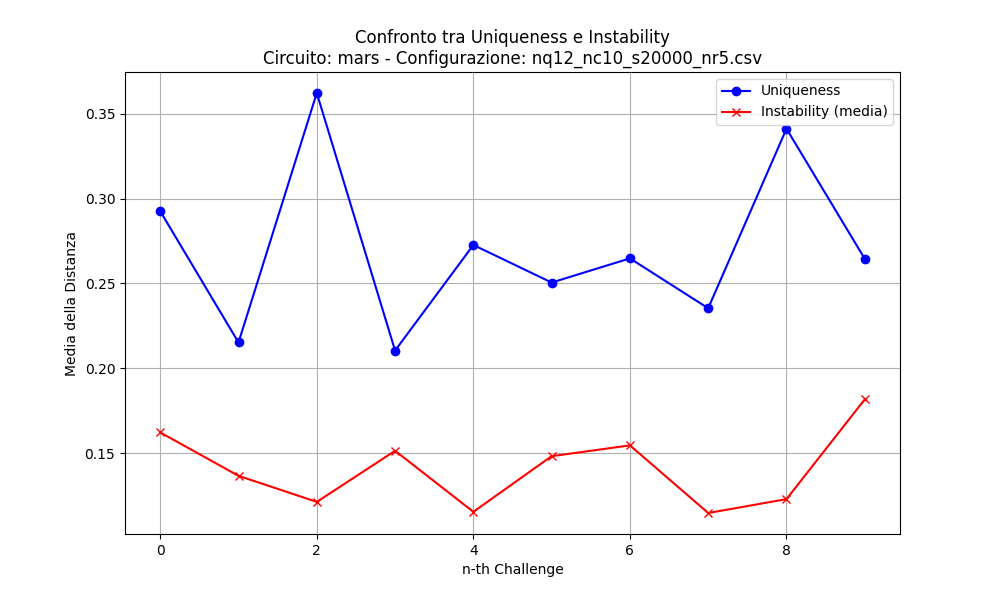 Confronto tra Uniqueness e Instability
Circuito: mars - Configurazione: nq12_nc10_s20000_nr5.csv
Uniqueness
Instability (media)
Media della Distanza
0.35
0.30
0.25
0.20
0.15
0 2 4 6 8
n-th Challenge